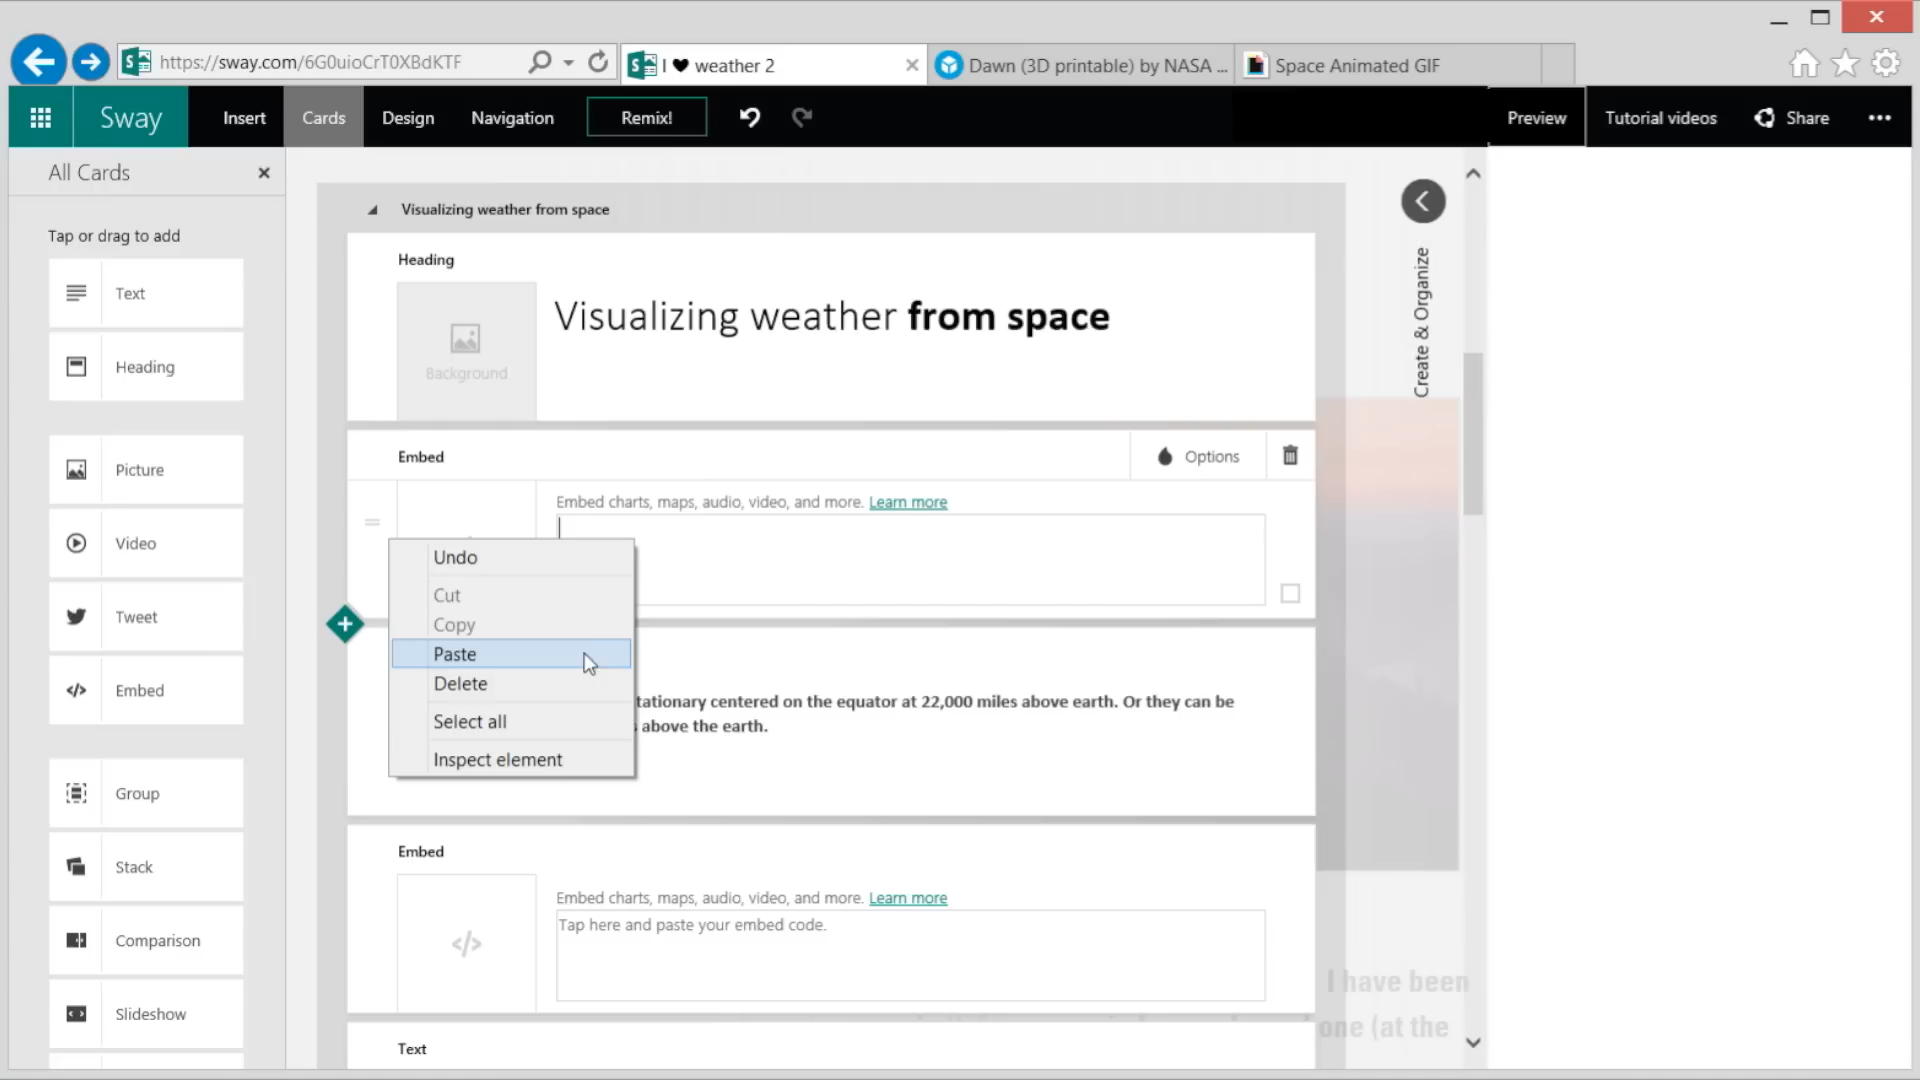 https://sway.com/6G0uioCrT0XBdKTF
I ♥ weather 2
Dawn (3D printable) by NASA ...
Space Animated GIF
Sway
Insert
Cards
Design
Navigation
Remix!
Preview
Tutorial videos
Share
All Cards
Tap or drag to add
Text
Heading
Picture
Video
Tweet
Embed
Group
Stack
Comparison
Slideshow
Visualizing weather from space
Heading
Background
Visualizing weather from space
Embed
Options
Embed charts, maps, audio, video, and more. Learn more
Undo
Cut
Copy
Paste
Delete
Select all
Inspect element
tationary centered on the equator at 22,000 miles above earth. Or they can be
above the earth.
Embed
Embed charts, maps, audio, video, and more. Learn more
Tap here and paste your embed code.
Text
Create & Organize
I have been
one (at the